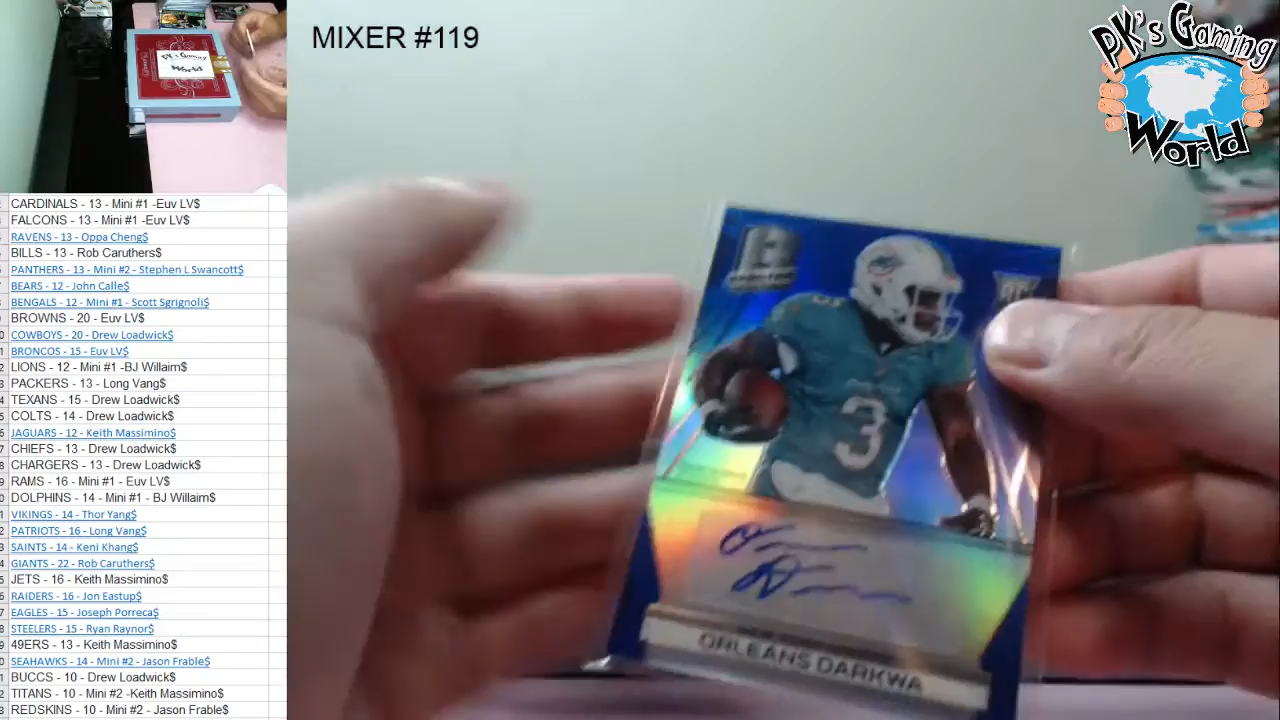 MIXER #119
PK's Gaming
World
PK's Gaming
World
CARDINALS - 13 - Mini #1 -Euv LV$
FALCONS - 13 - Mini #1 -Euv LV$
RAVENS - 13 - Oppa Cheng$
BILLS - 13 - Rob Caruthers$
PANTHERS - 13 - Mini #2 - Stephen L Swancott$
BEARS - 12 - John Calle$
BENGALS - 12 - Mini #1 - Scott Sgrignoli$
BROWNS - 20 - Euv LV$
COWBOYS - 20 - Drew Loadwick$
BRONCOS - 15 - Euv LV$
LIONS - 12 - Mini #1 -BJ Willaim$
PACKERS - 13 - Long Vang$
TEXANS - 15 - Drew Loadwick$
COLTS - 14 - Drew Loadwick$
JAGUARS - 12 - Keith Massimino$
CHIEFS - 13 - Drew Loadwick$
CHARGERS - 13 - Drew Loadwick$
RAMS - 16 - Mini #1 - Euv LV$
DOLPHINS - 14 - Mini #1 - BJ Willaim$
VIKINGS - 14 - Thor Yang$
PATRIOTS - 16 - Long Vang$
SAINTS - 14 - Keni Khang$
GIANTS - 22 - Rob Caruthers$
JETS - 16 - Keith Massimino$
RAIDERS - 16 - Jon Eastup$
EAGLES - 15 - Joseph Porreca$
STEELERS - 15 - Ryan Raynor$
49ERS - 13 - Keith Massimino$
SEAHAWKS - 14 - Mini #2 - Jason Frable$
BUCCS - 10 - Drew Loadwick$
TITANS - 10 - Mini #2 -Keith Massimino$
REDSKINS - 10 - Mini #2 - Jason Frable$
3
ORLEANS DARKWA